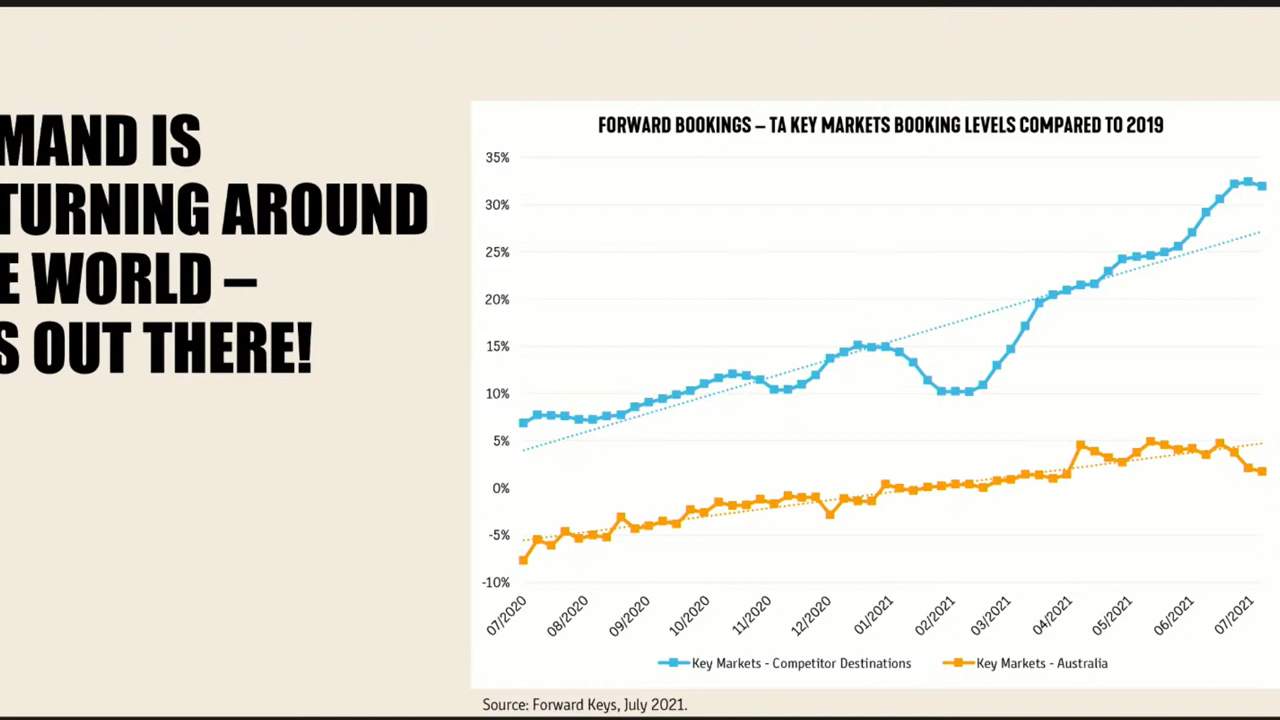 MAND IS
TURNING AROUND
E WORLD –
S OUT THERE!
FORWARD BOOKINGS – TA KEY MARKETS BOOKING LEVELS COMPARED TO 2019
35%
30%
25%
20%
15%
10%
5%
0%
-5%
-10%
07/2020 08/2020 09/2020 10/2020 11/2020 12/2020 01/2021 02/2021 03/2021 04/2021 05/2021 06/2021 07/2021
Key Markets - Competitor Destinations Key Markets - Australia
Source: Forward Keys, July 2021.